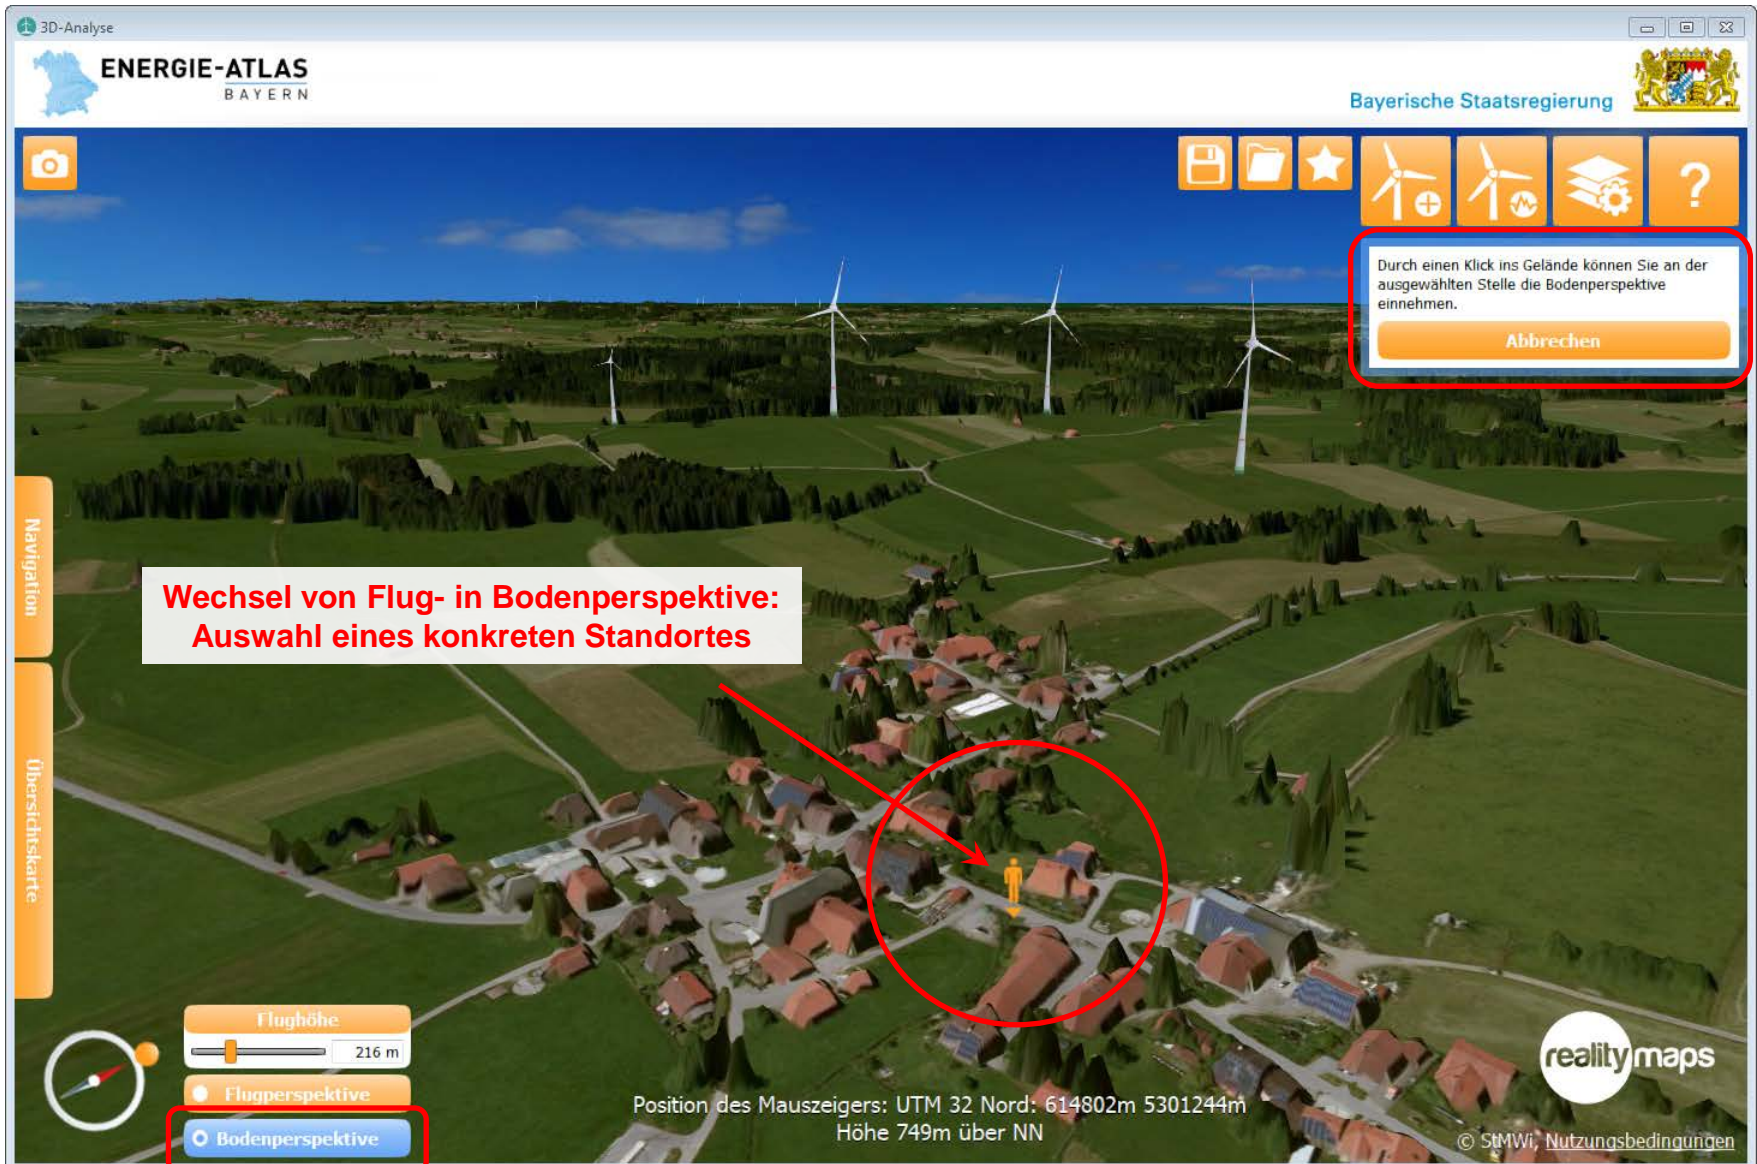 3D-Analyse
ENERGIE-ATLAS
BAYERN
Bayerische Staatsregierung
?
Durch einen Klick ins Gelände können Sie an der
ausgewählten Stelle die Bodenperspektive
einnehmen.
Abbrechen
Navigation
Wechsel von Flug- in Bodenperspektive:
Auswahl eines konkreten Standortes
Übersichtskarte
Flughöhe
216 m
Flugperspektive
Bodenperspektive
Position des Mauszeigers: UTM 32 Nord: 614802m 5301244m
Höhe 749m über NN
realitymaps
© StMWi, Nutzungsbedingungen